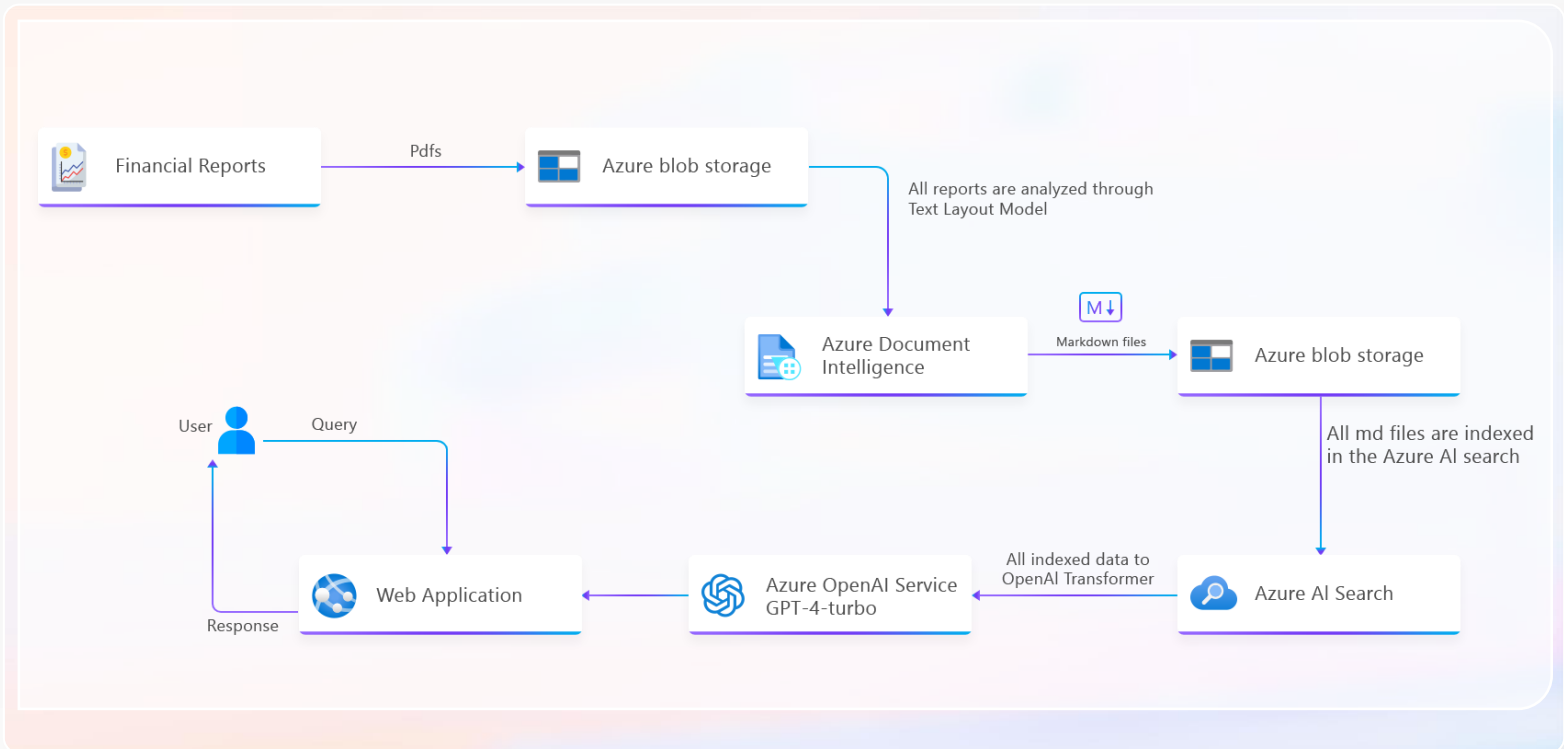 Financial Reports
Pdfs
Azure blob storage
All reports are analyzed through
Text Layout Model
Azure Document
Intelligence
M↓
Markdown files
Azure blob storage
All md files are indexed
in the Azure AI search
User
Query
Web Application
Response
Azure OpenAI Service
GPT-4-turbo
All indexed data to
OpenAI Transformer
Azure AI Search